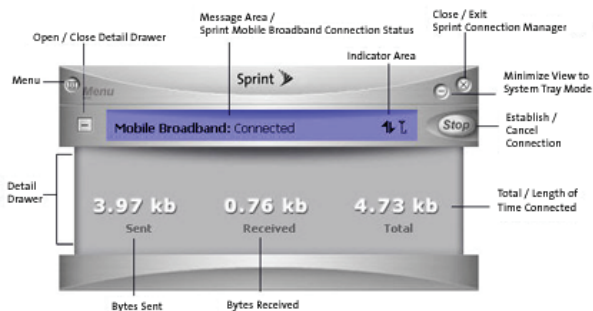 Close / Exit
Sprint Connection Manager
Message Area /
Sprint Mobile Broadband Connection Status
Open / Close Detail Drawer
Indicator Area
Menu
Sprint
Menu
Minimize View to
System Tray Mode
Mobile Broadband: Connected
Stop
Establish /
Cancel
Connection
Detail
Drawer
3.97 kb
0.76 kb
4.73 kb
Sent
Received
Total
Total / Length of
Time Connected
Bytes Sent
Bytes Received